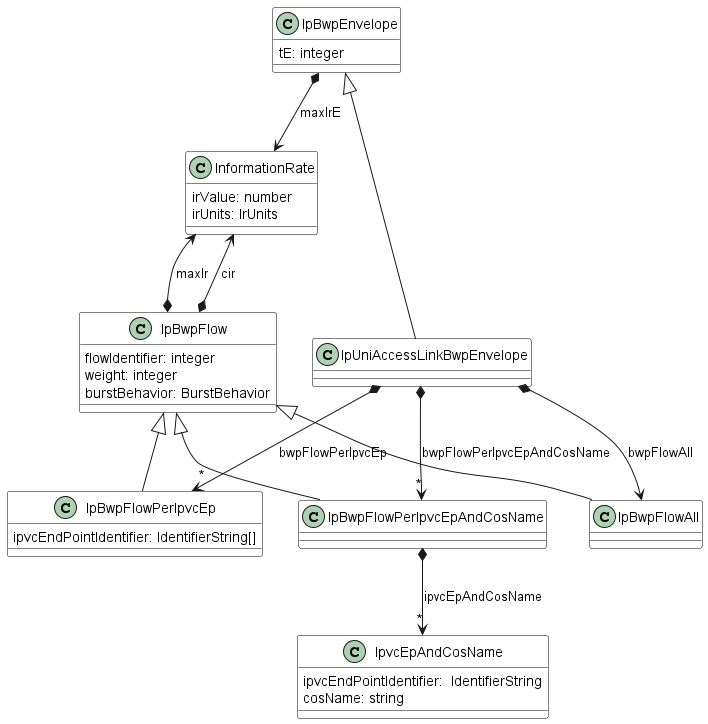 C IpBwpEnvelope
tE: integer
maxIrE
C InformationRate
irValue: number
irUnits: IrUnits
maxIr
cir
C IpBwpFlow
flowIdentifier: integer
weight: integer
burstBehavior: BurstBehavior
C IpUniAccessLinkBwpEnvelope
bwpFlowPerIpvcEp
bwpFlowPerIpvcEpAndCosName
bwpFlowAll
*
*
C IpBwpFlowPerIpvcEp
ipvcEndPointIdentifier: IdentifierString[]
C IpBwpFlowPerIpvcEpAndCosName
C IpBwpFlowAll
ipvcEpAndCosName
*
C IpvcEpAndCosName
ipvcEndPointIdentifier:  IdentifierString
cosName: string